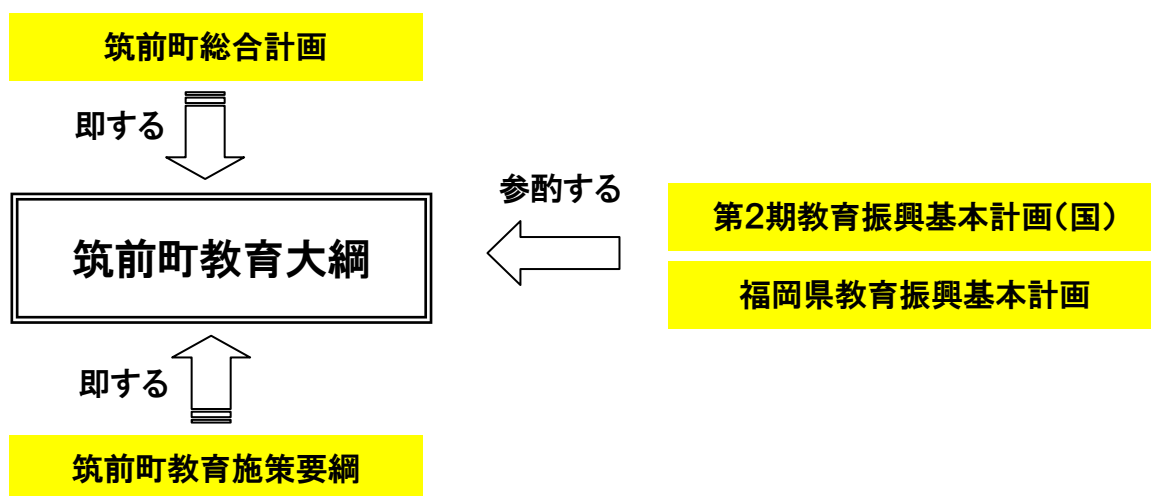 筑前町総合計画
即する
参酌する
筑前町教育大綱
第2期教育振興基本計画(国)
福岡県教育振興基本計画
即する
筑前町教育施策要綱